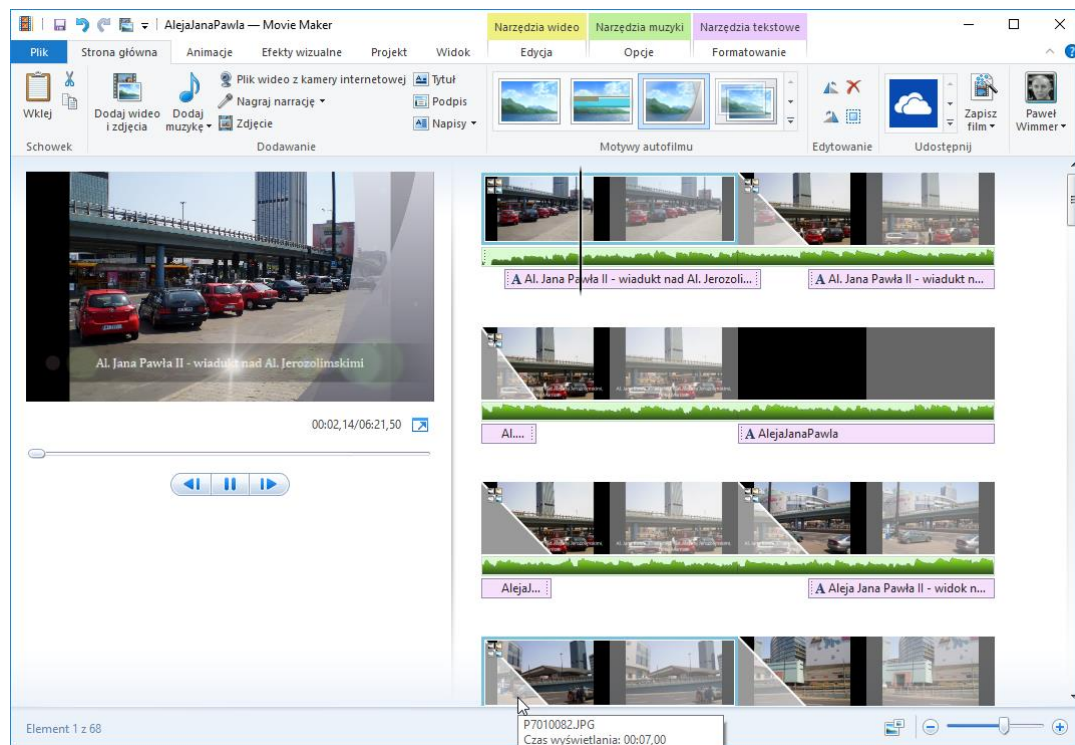 AlejaJanaPawla — Movie Maker
Narzędzia wideo
Narzędzia muzyki
Narzędzia tekstowe
Plik
Strona główna
Animacje
Efekty wizualne
Projekt
Widok
Edycja
Opcje
Formatowanie
Wklej
Dodaj wideo
i zdjęcia
Dodaj
muzykę
Plik wideo z kamery internetowej
Nagraj narrację
Zdjęcie
Tytuł
Podpis
Napisy
Zapisz
film
Paweł
Wimmer
Schowek
Dodawanie
Motywy autofilmu
Edytowanie
Udostępnij
Al. Jana Pawła II - wiadukt nad Al. Jerozolimskimi
00:02,14/06:21,50
A Al. Jana Pawła II - wiadukt nad Al. Jerozoli...
A Al. Jana Pawła II - wiadukt n...
Al....
A AlejaJanaPawla
AlejaJ...
A Aleja Jana Pawła II - widok n...
P7010082.JPG
Czas wyświetlania: 00:07,00
Element 1 z 68